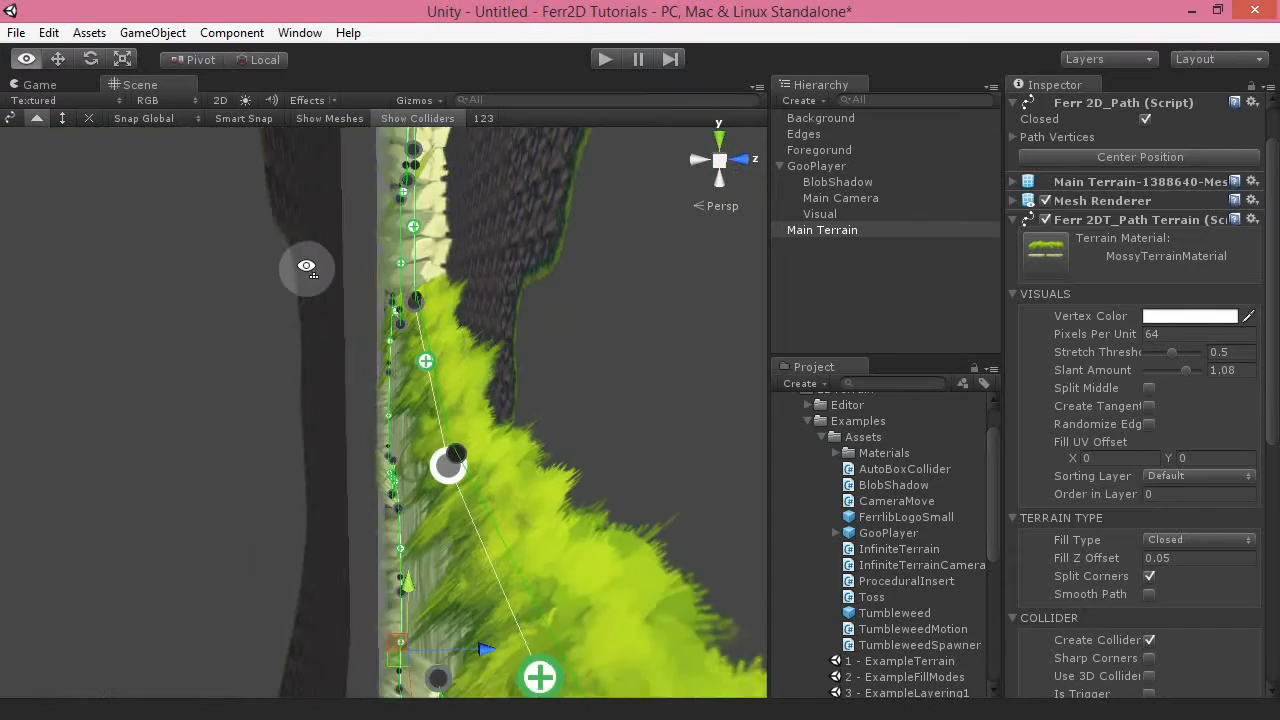 Unity - Untitled - Ferr2D Tutorials - PC, Mac & Linux Standalone*
File Edit Assets GameObject Component Window Help
Pivot Local Layers Layout
Game Scene
Textured RGB 2D Effects Gizmos All
Snap Global Smart Snap Show Meshes Show Colliders 123
y
z
Persp
Hierarchy
Create All
Background
Edges
Foregorund
GooPlayer
BlobShadow
Main Camera
Visual
Main Terrain
Project
Create
Editor
Examples
Assets
Materials
AutoBoxCollider
BlobShadow
CameraMove
FerrlibLogoSmall
GooPlayer
InfiniteTerrain
InfiniteTerrainCamera
ProceduralInsert
Toss
Tumbleweed
TumbleweedMotion
TumbleweedSpawner
1 - ExampleTerrain
2 - ExampleFillModes
3 - ExampleLayering1
Inspector
Ferr 2D_Path (Script)
Closed
Path Vertices
Center Position
Main Terrain-1388640-Mes
Mesh Renderer
Ferr 2DT_Path Terrain (Scr
Terrain Material:
MossyTerrainMaterial
VISUALS
Vertex Color
Pixels Per Unit 64
Stretch Thresho 0.5
Slant Amount 1.08
Split Middle
Create Tangent
Randomize Edg
Fill UV Offset
X 0 Y 0
Sorting Layer Default
Order in Layer 0
TERRAIN TYPE
Fill Type Closed
Fill Z Offset 0.05
Split Corners
Smooth Path
COLLIDER
Create Collider
Sharp Corners
Use 3D Collider
Is Trigger